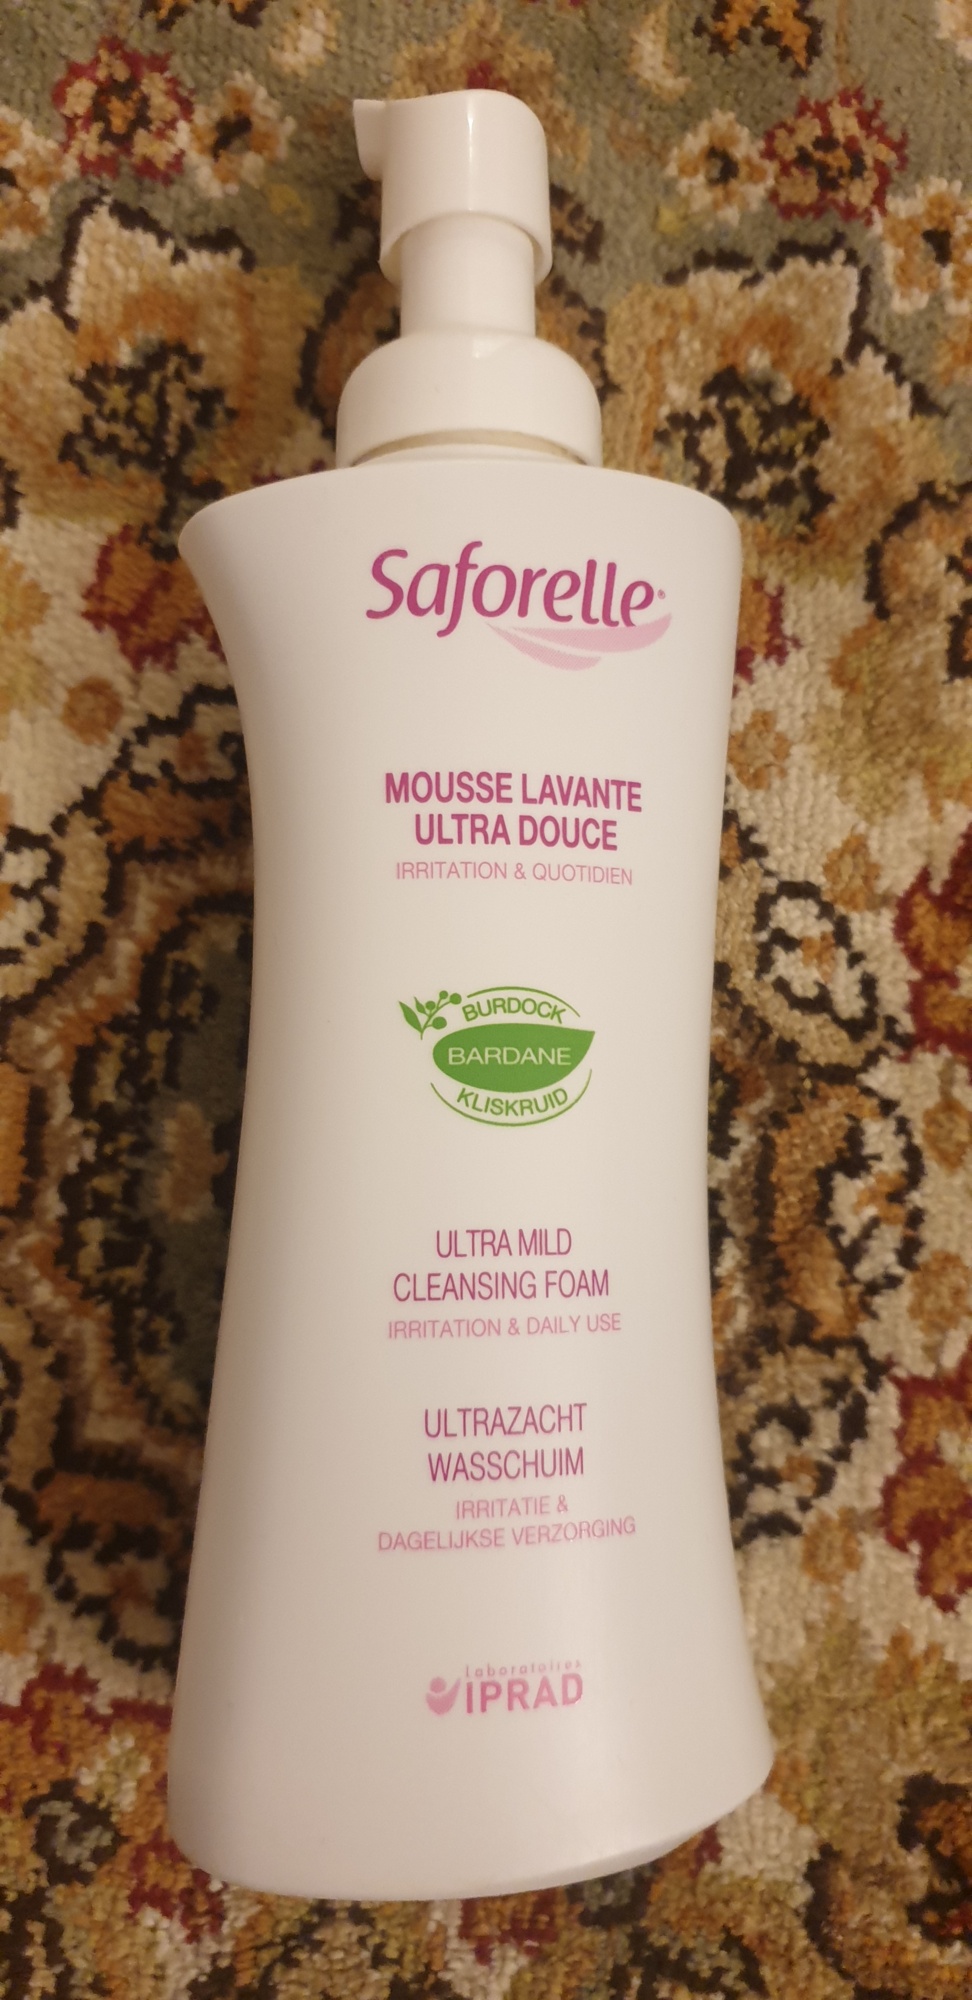 Saforelle®
MOUSSE LAVANTE
ULTRA DOUCE
IRRITATION & QUOTIDIEN
BURDOCK
BARDANE
KLISKRUID
ULTRA MILD
CLEANSING FOAM
IRRITATION & DAILY USE
ULTRAZACHT
WASSCHUIM
IRRITATIE &
DAGELIJKSE VERZORGING
Laboratoires
IPRAD